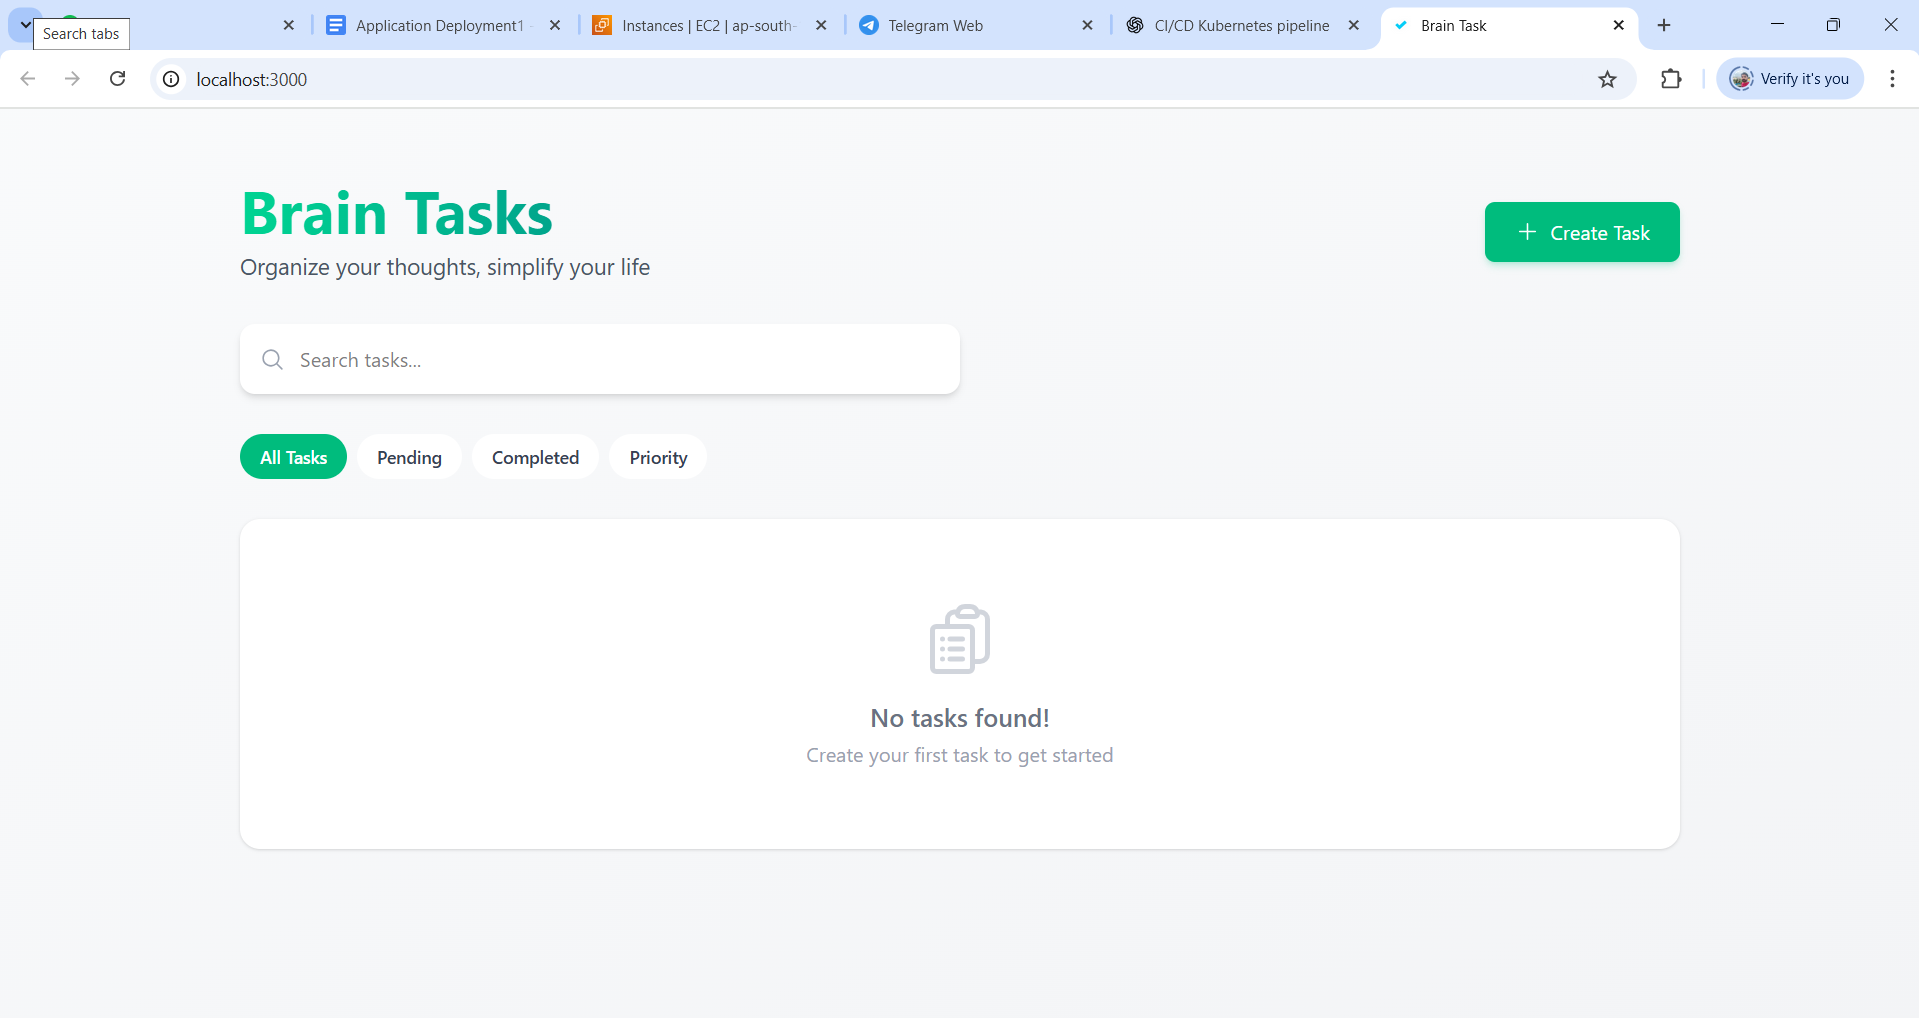 Search tabs
Application Deployment1 -
Instances | EC2 | ap-south-
Telegram Web
CI/CD Kubernetes pipeline
Brain Task
localhost:3000
Verify it's you
Brain Tasks
Organize your thoughts, simplify your life
Create Task
Search tasks...
All Tasks
Pending
Completed
Priority
No tasks found!
Create your first task to get started